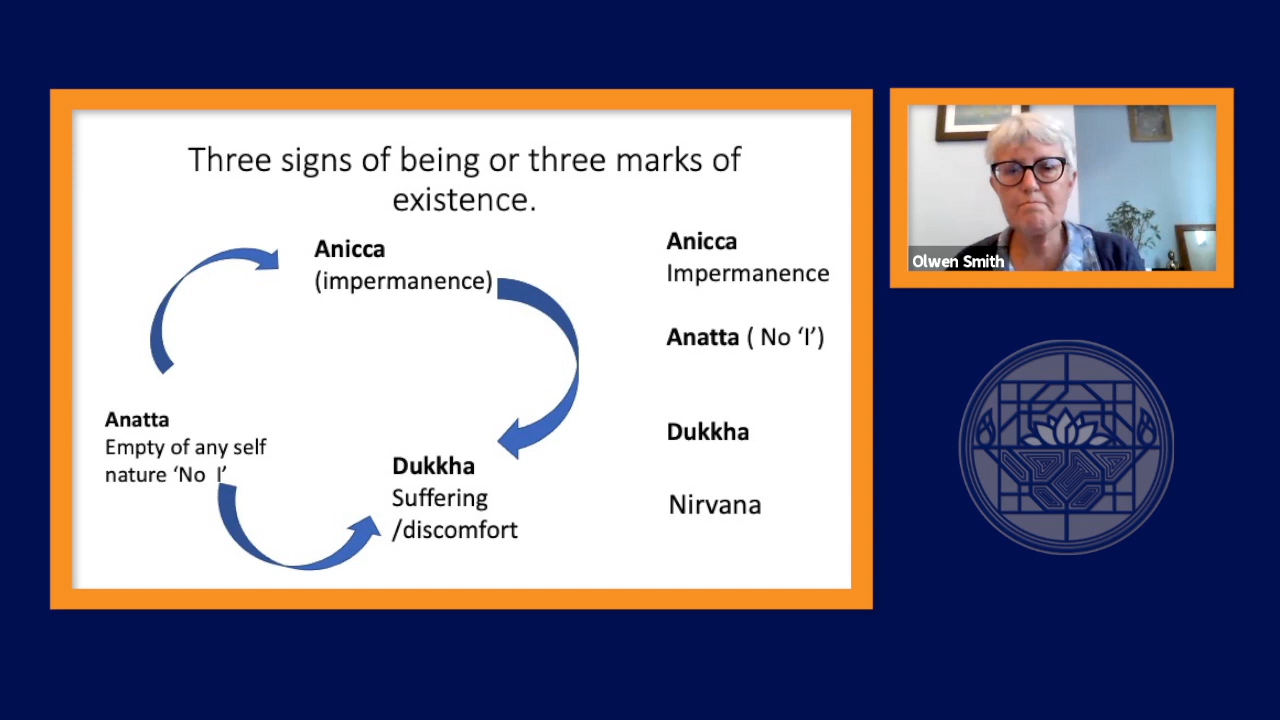 Three signs of being or three marks of
existence.
Anicca
(impermanence)
Anatta
Empty of any self
nature ‘No I’
Dukkha
Suffering
/discomfort
Anicca
Impermanence
Anatta ( No ‘I’)
Dukkha
Nirvana
Olwen Smith